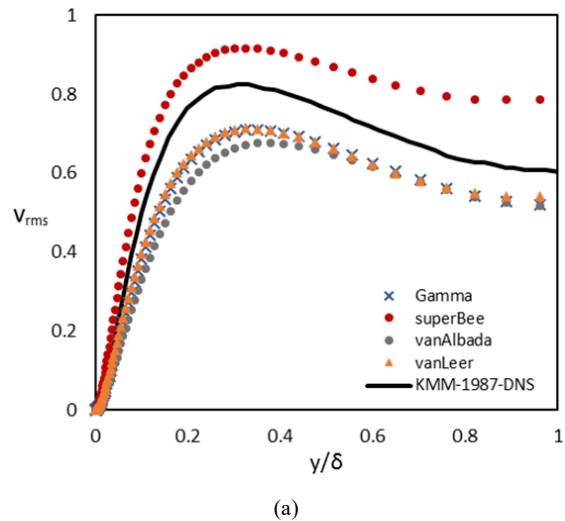 1
0.8
0.6
0.4
0.2
0
vrms
Gamma
superBee
vanAlbada
vanLeer
KMM-1987-DNS
0 0.2 0.4 0.6 0.8 1
y/δ
(a)